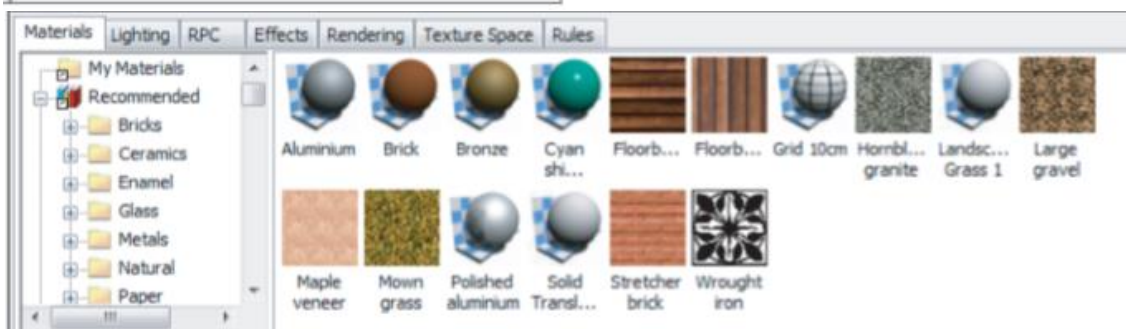 Materials Lighting RPC Effects Rendering Texture Space Rules
My Materials
Recommended
Bricks
Ceramics
Enamel
Glass
Metals
Natural
Paper
Aluminium Brick Bronze Cyan shi... Floorb... Floorb... Grid 10cm Hornbl... granite Landsc... Grass 1 Large gravel
Maple veneer Mown grass Polished aluminium Solid Transl... Stretcher brick Wrought iron